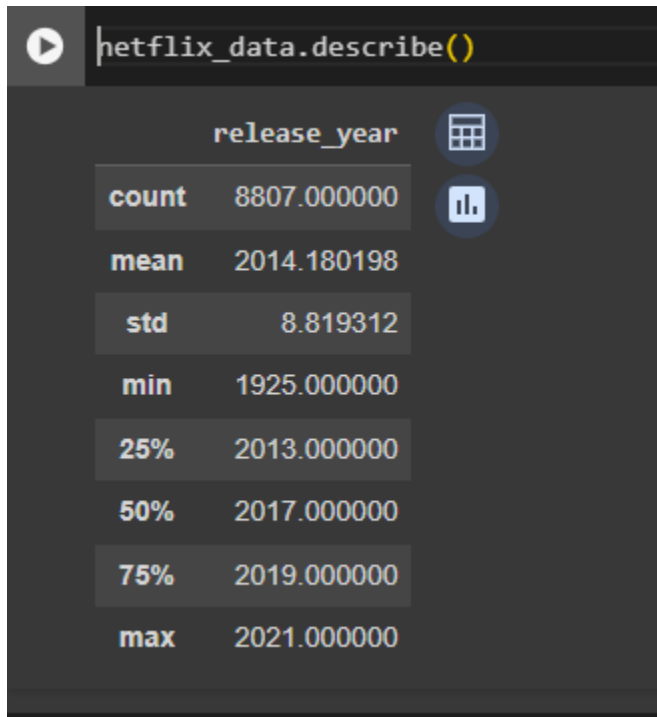 netflix_data.describe()
release_year
count 8807.000000
mean 2014.180198
std 8.819312
min 1925.000000
25% 2013.000000
50% 2017.000000
75% 2019.000000
max 2021.000000